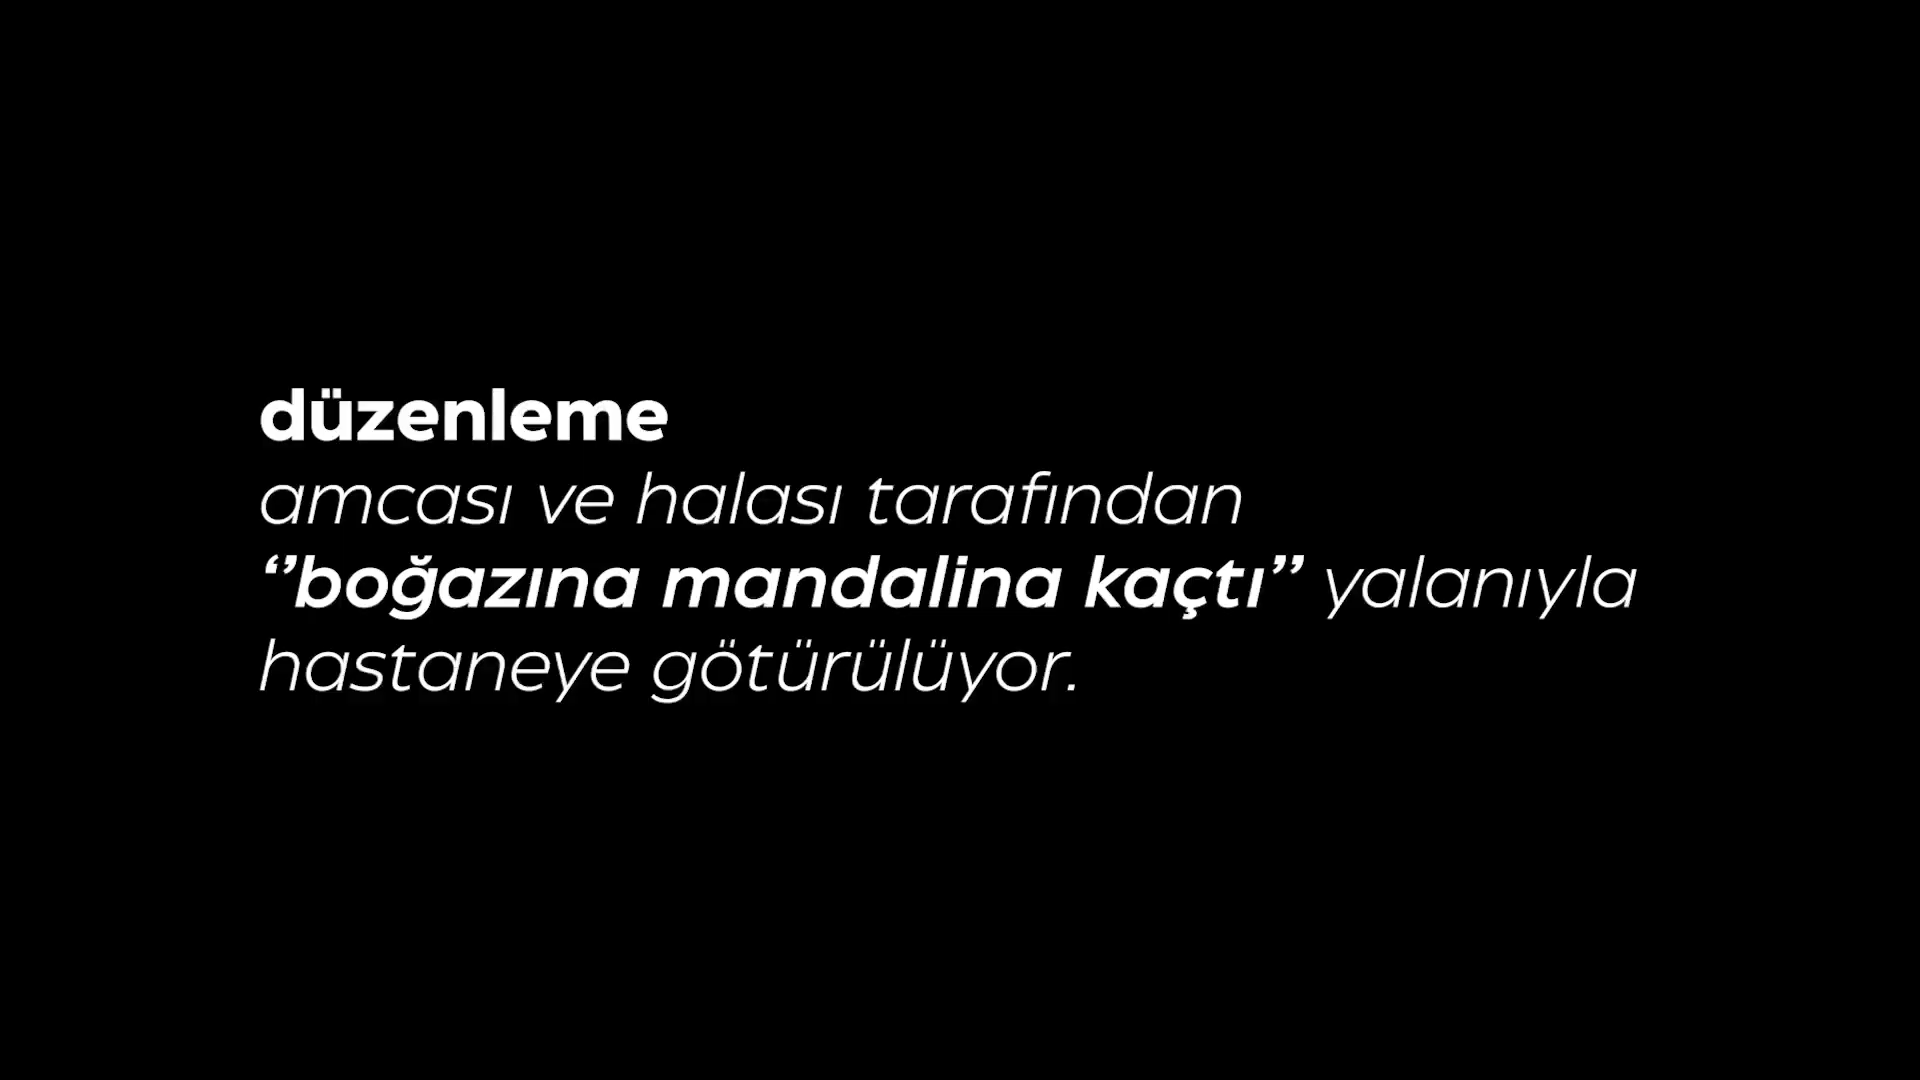 düzenleme
amcası ve halası tarafından
‘’boğazına mandalina kaçtı’’ yalanıyla
hastaneye götürülüyor.